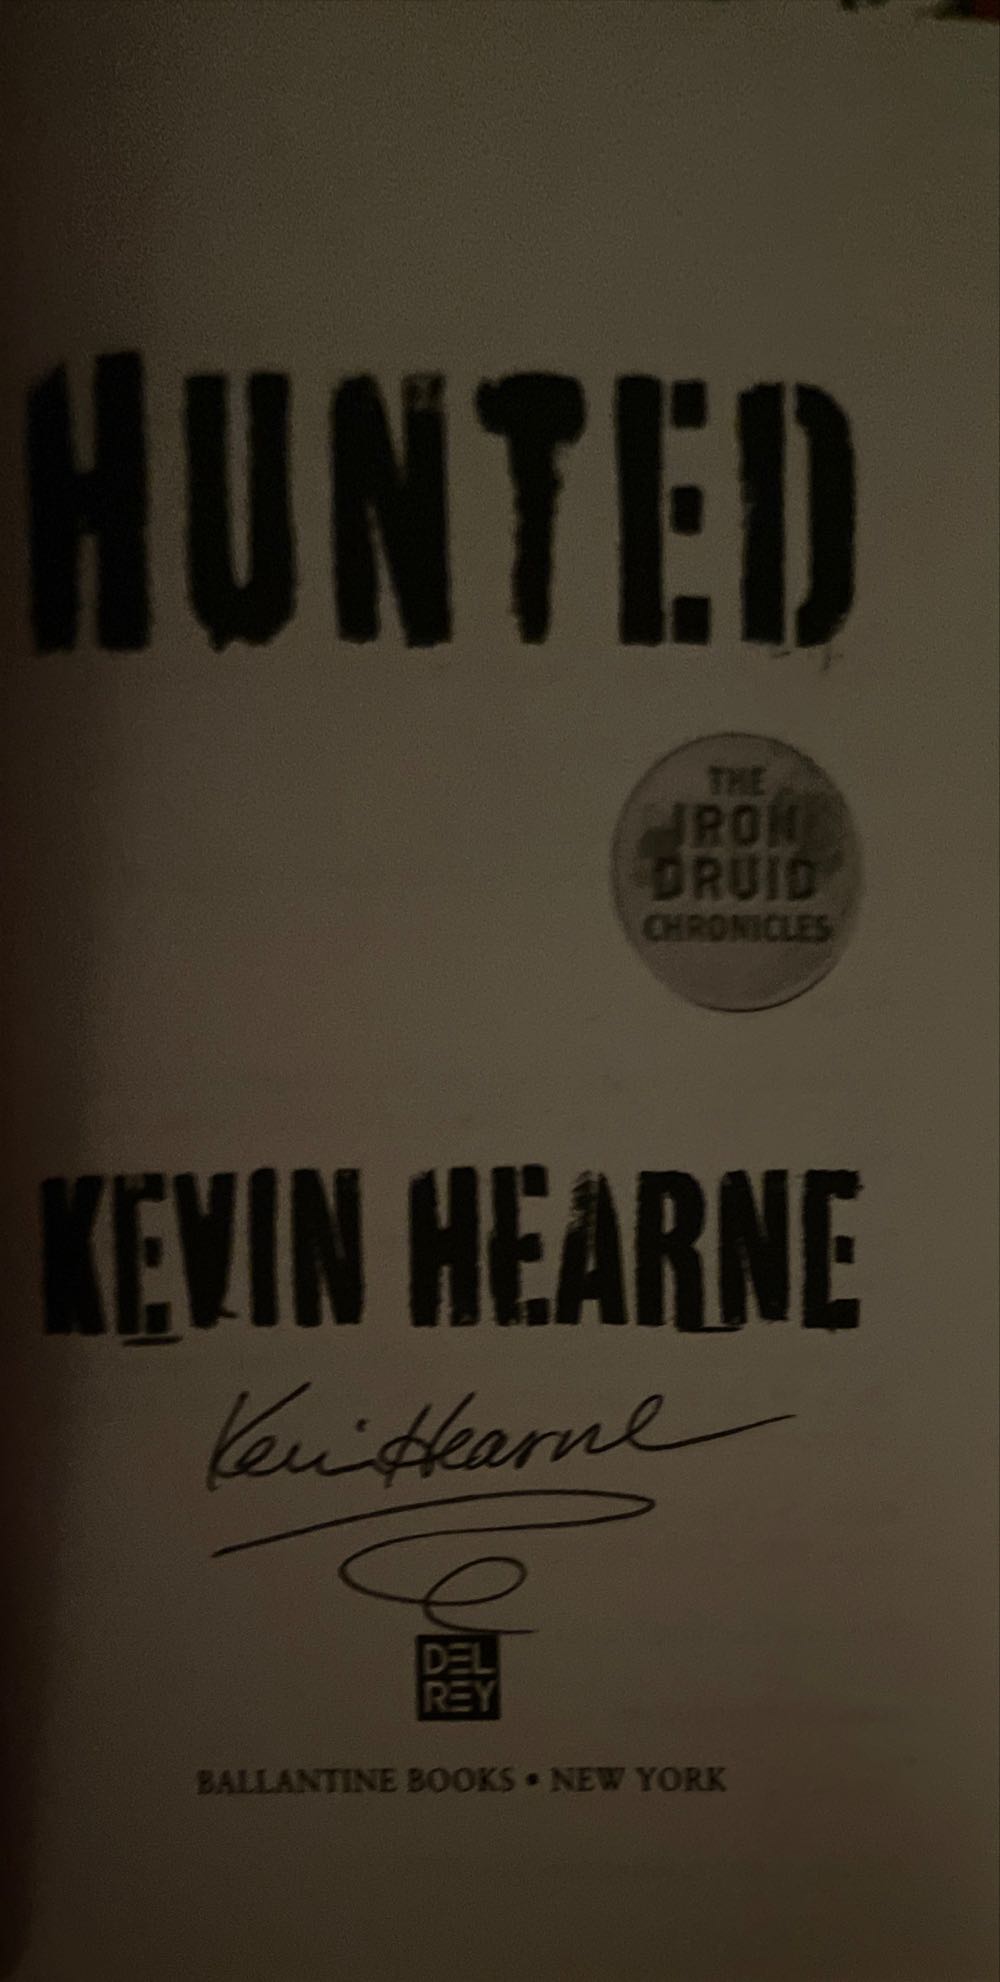 HUNTED
THE
IRON
DRUID
CHRONICLES
KEVIN HEARNE
Kevin Hearne
DEL
REY
BALLANTINE BOOKS • NEW YORK